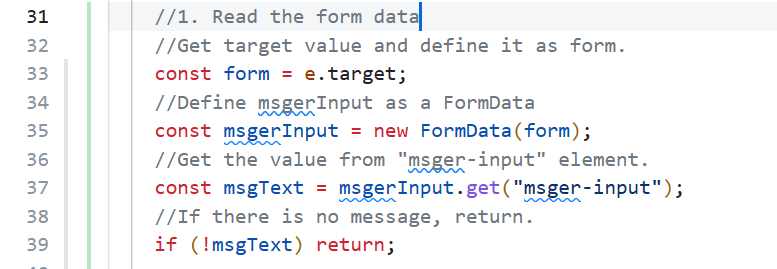 31 //1. Read the form data
32 //Get target value and define it as form.
33 const form = e.target;
34 //Define msgerInput as a FormData
35 const msgerInput = new FormData(form);
36 //Get the value from "msger-input" element.
37 const msgText = msgerInput.get("msger-input");
38 //If there is no message, return.
39 if (!msgText) return;